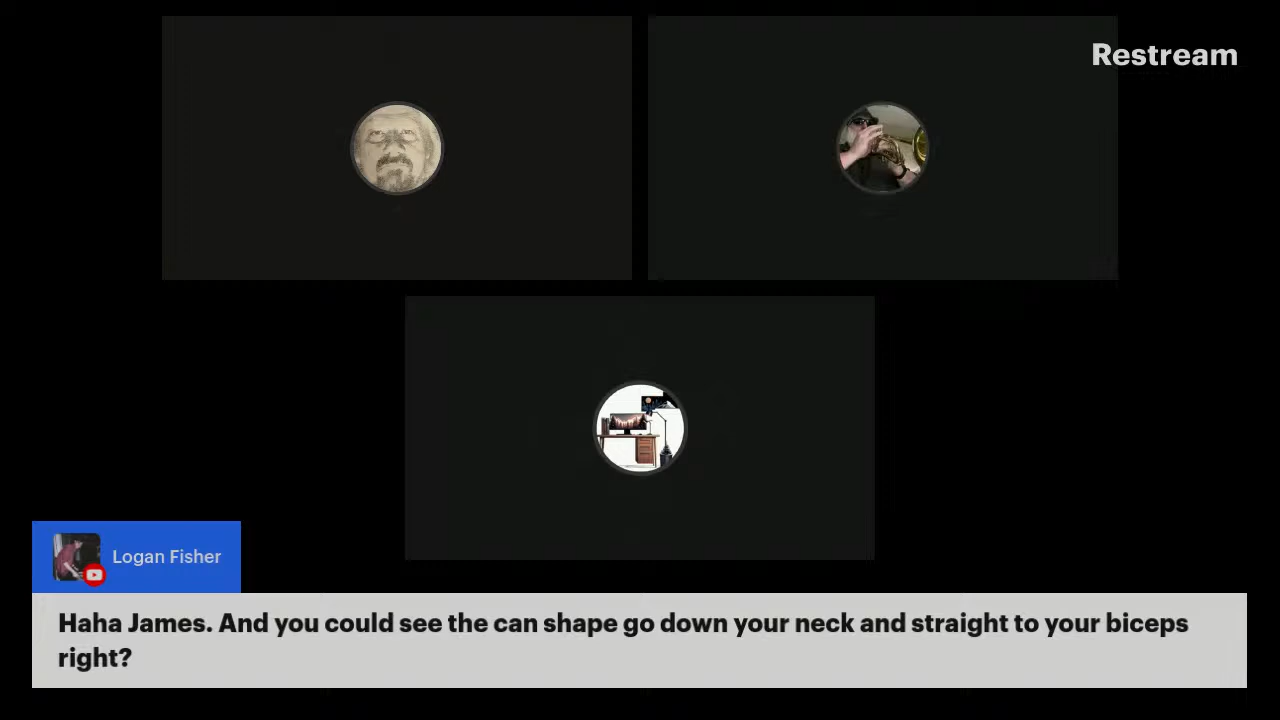 Restream
Logan Fisher
Haha James. And you could see the can shape go down your neck and straight to your biceps
right?